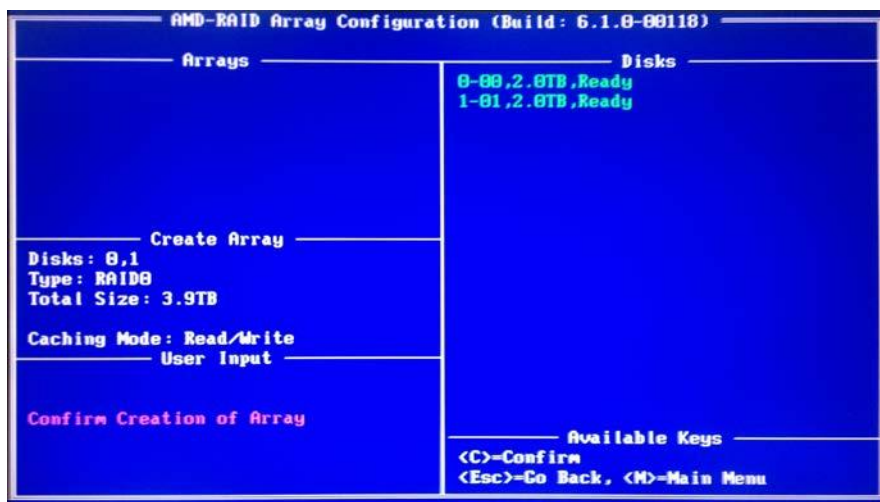 AMD-RAID Array Configuration (Build: 6.1.0-00118)
Arrays
Disks
0-00,2.0TB,Ready
1-01,2.0TB,Ready
Create Array
Disks: 0,1
Type: RAID0
Total Size: 3.9TB
Caching Mode: Read/Write
User Input
Confirm Creation of Array
Available Keys
<C>=Confirm
<Esc>=Go Back, <M>=Main Menu